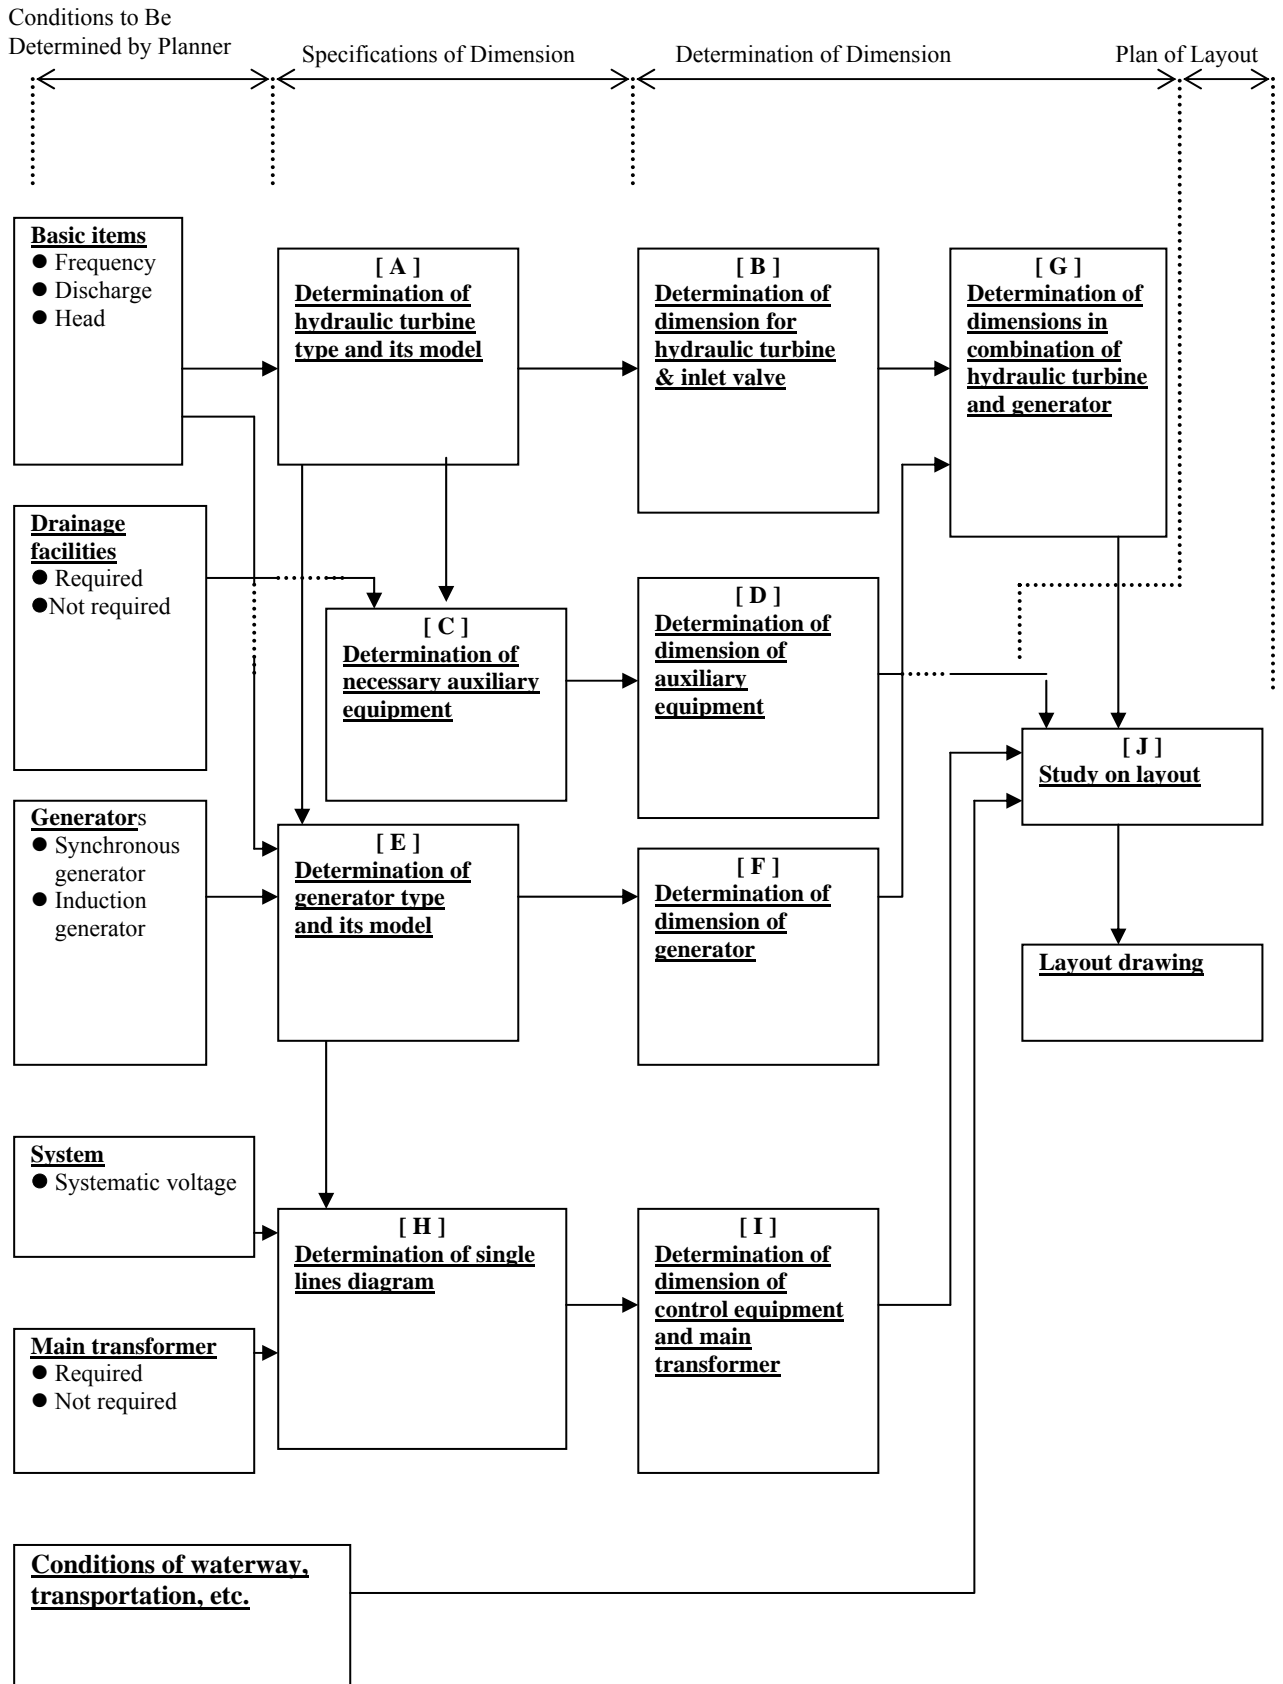 Conditions to Be
Determined by Planner
Specifications of Dimension
Determination of Dimension
Plan of Layout
Basic items
● Frequency
● Discharge
● Head
[ A ]
Determination of
hydraulic turbine
type and its model
[ B ]
Determination of
dimension for
hydraulic turbine
& inlet valve
[ G ]
Determination of
dimensions in
combination of
hydraulic turbine
and generator
Drainage
facilities
● Required
●Not required
[ C ]
Determination of
necessary auxiliary
equipment
[ D ]
Determination of
dimension of
auxiliary
equipment
[ J ]
Study on layout
Generators
● Synchronous
generator
● Induction
generator
[ E ]
Determination of
generator type
and its model
[ F ]
Determination of
dimension of
generator
Layout drawing
System
● Systematic voltage
[ H ]
Determination of single
lines diagram
[ I ]
Determination of
dimension of
control equipment
and main
transformer
Main transformer
● Required
● Not required
Conditions of waterway,
transportation, etc.